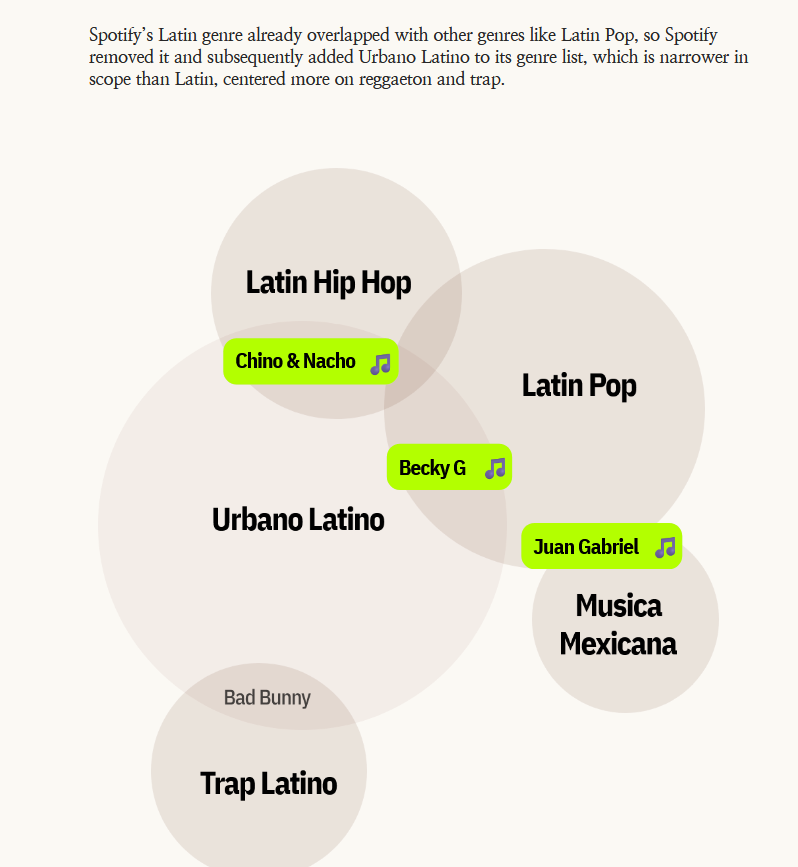 Spotify’s Latin genre already overlapped with other genres like Latin Pop, so Spotify
removed it and subsequently added Urbano Latino to its genre list, which is narrower in
scope than Latin, centered more on reggaeton and trap.
Latin Hip Hop
Chino & Nacho
Latin Pop
Becky G
Urbano Latino
Juan Gabriel
Musica
Mexicana
Bad Bunny
Trap Latino